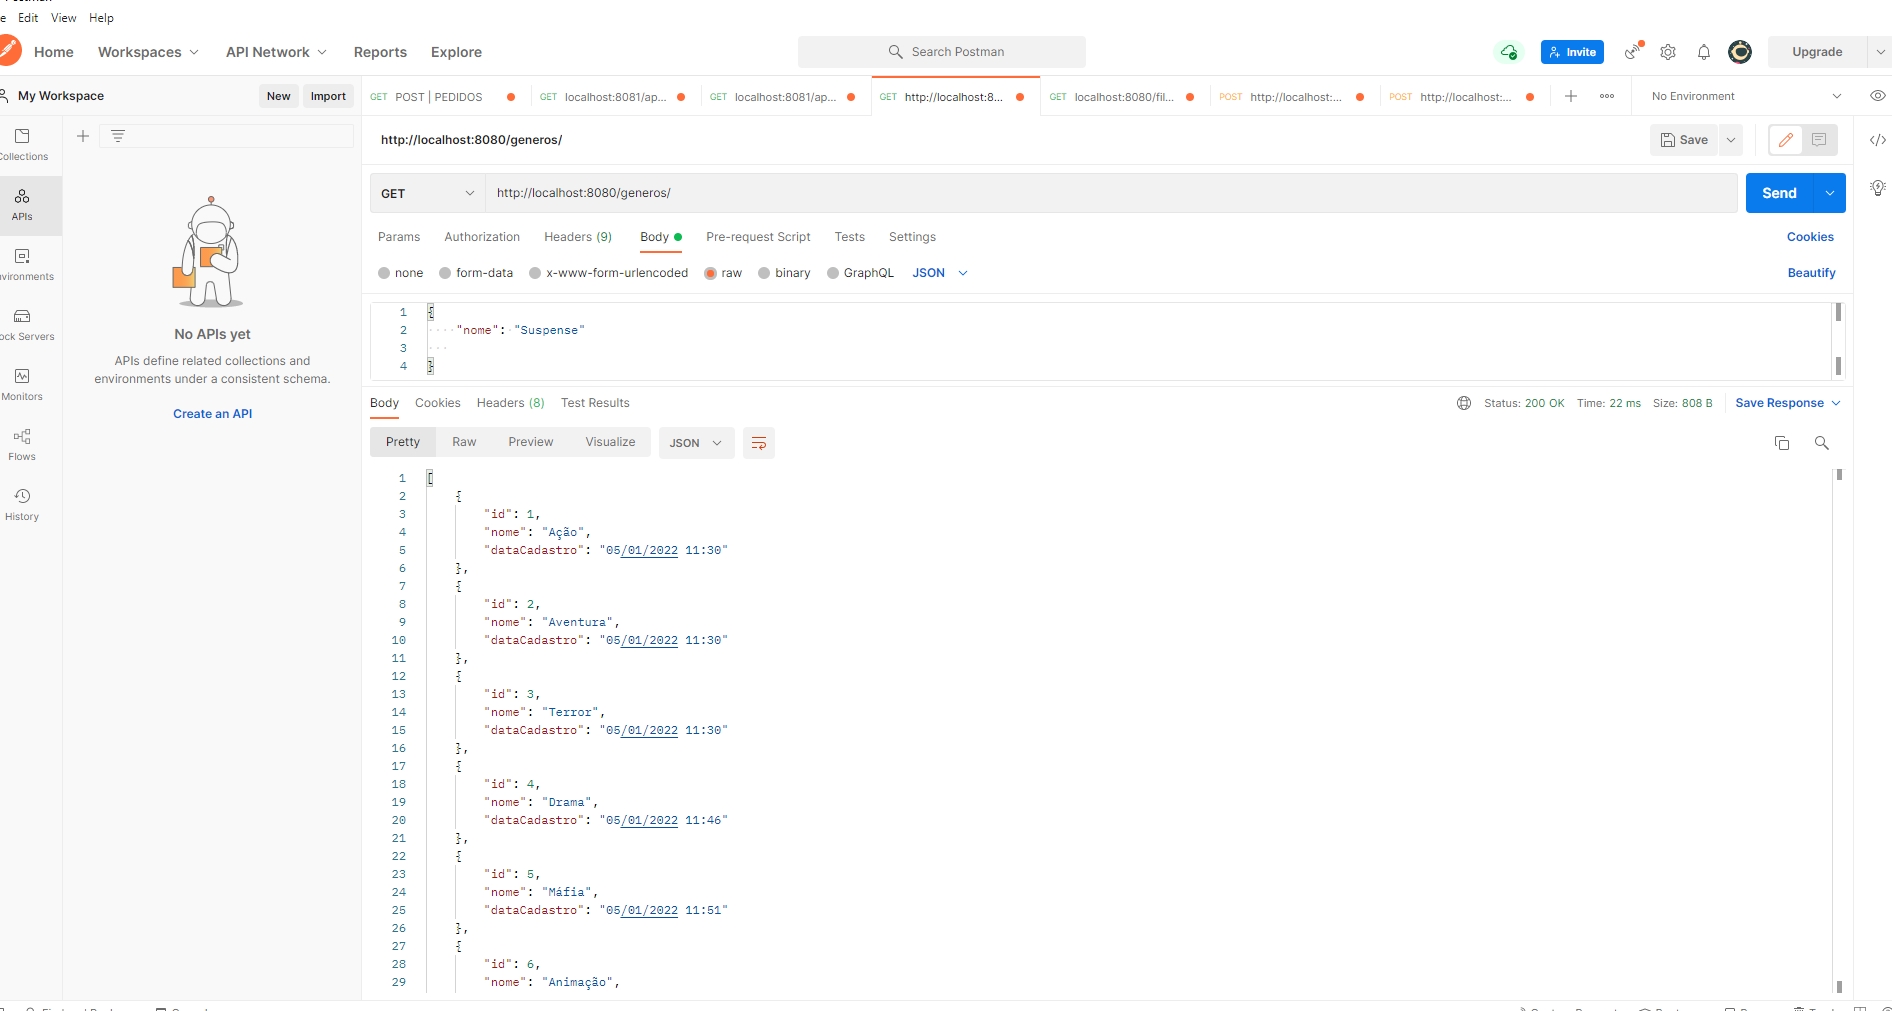 Edit View Help
Home Workspaces API Network Reports Explore Search Postman Invite Upgrade
My Workspace New Import GET POST | PEDIDOS GET localhost:8081/ap... GET localhost:8081/ap... GET http://localhost:8... GET localhost:8080/fil... POST http://localhost:... POST http://localhost:... No Environment
http://localhost:8080/generos/ Save
GET http://localhost:8080/generos/ Send
Params Authorization Headers (9) Body Pre-request Script Tests Settings Cookies
none form-data x-www-form-urlencoded raw binary GraphQL JSON Beautify
1 {
2 "nome": "Suspense"
3
4 }
Body Cookies Headers (8) Test Results Status: 200 OK Time: 22 ms Size: 808 B Save Response
Pretty Raw Preview Visualize JSON
1 [
2 {
3 "id": 1,
4 "nome": "Ação",
5 "dataCadastro": "05/01/2022 11:30"
6 },
7 {
8 "id": 2,
9 "nome": "Aventura",
10 "dataCadastro": "05/01/2022 11:30"
11 },
12 {
13 "id": 3,
14 "nome": "Terror",
15 "dataCadastro": "05/01/2022 11:30"
16 },
17 {
18 "id": 4,
19 "nome": "Drama",
20 "dataCadastro": "05/01/2022 11:46"
21 },
22 {
23 "id": 5,
24 "nome": "Máfia",
25 "dataCadastro": "05/01/2022 11:51"
26 },
27 {
28 "id": 6,
29 "nome": "Animação",
ollections
APIs
vironments
ock Servers
Monitors
Flows
History
No APIs yet
APIs define related collections and
environments under a consistent schema.
Create an API